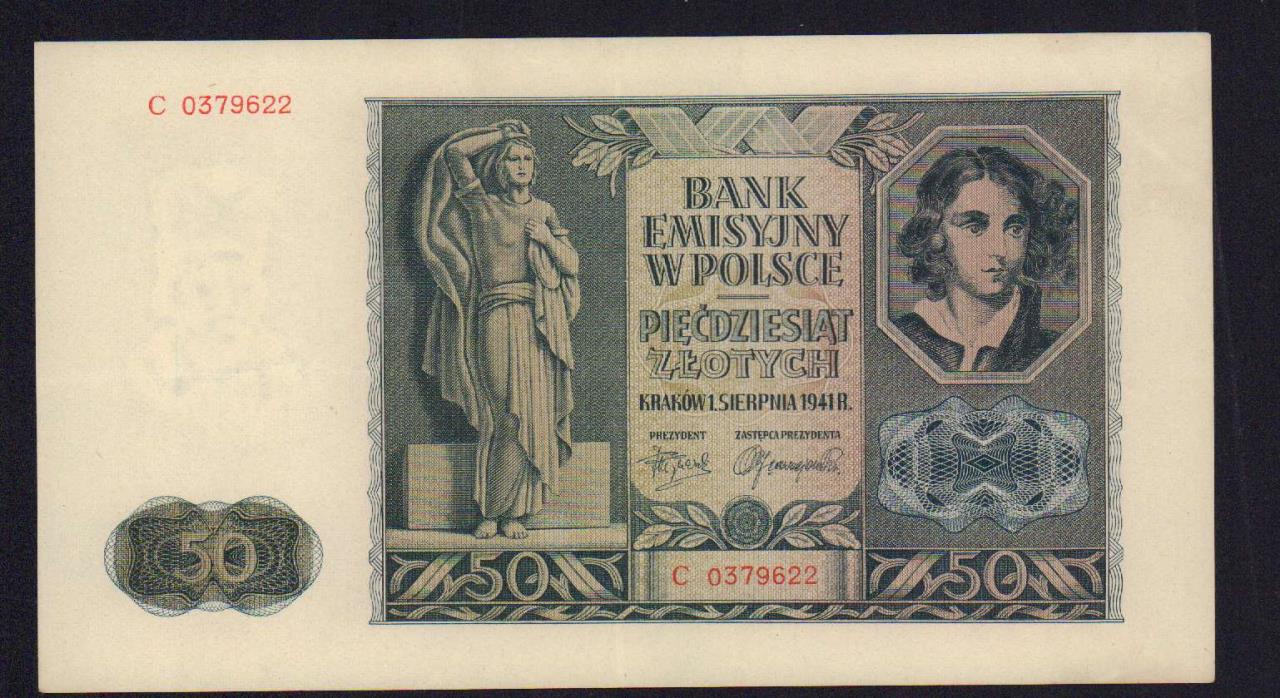 C 0379622
BANK
EMISYJNY
W POLSCE
PIĘĆDZIESIĄT
ZŁOTYCH
KRAKÓW 1. SIERPNIA 1941 R.
PREZYDENT ZASTĘPCA PREZYDENTA
50
50 C 0379622 50